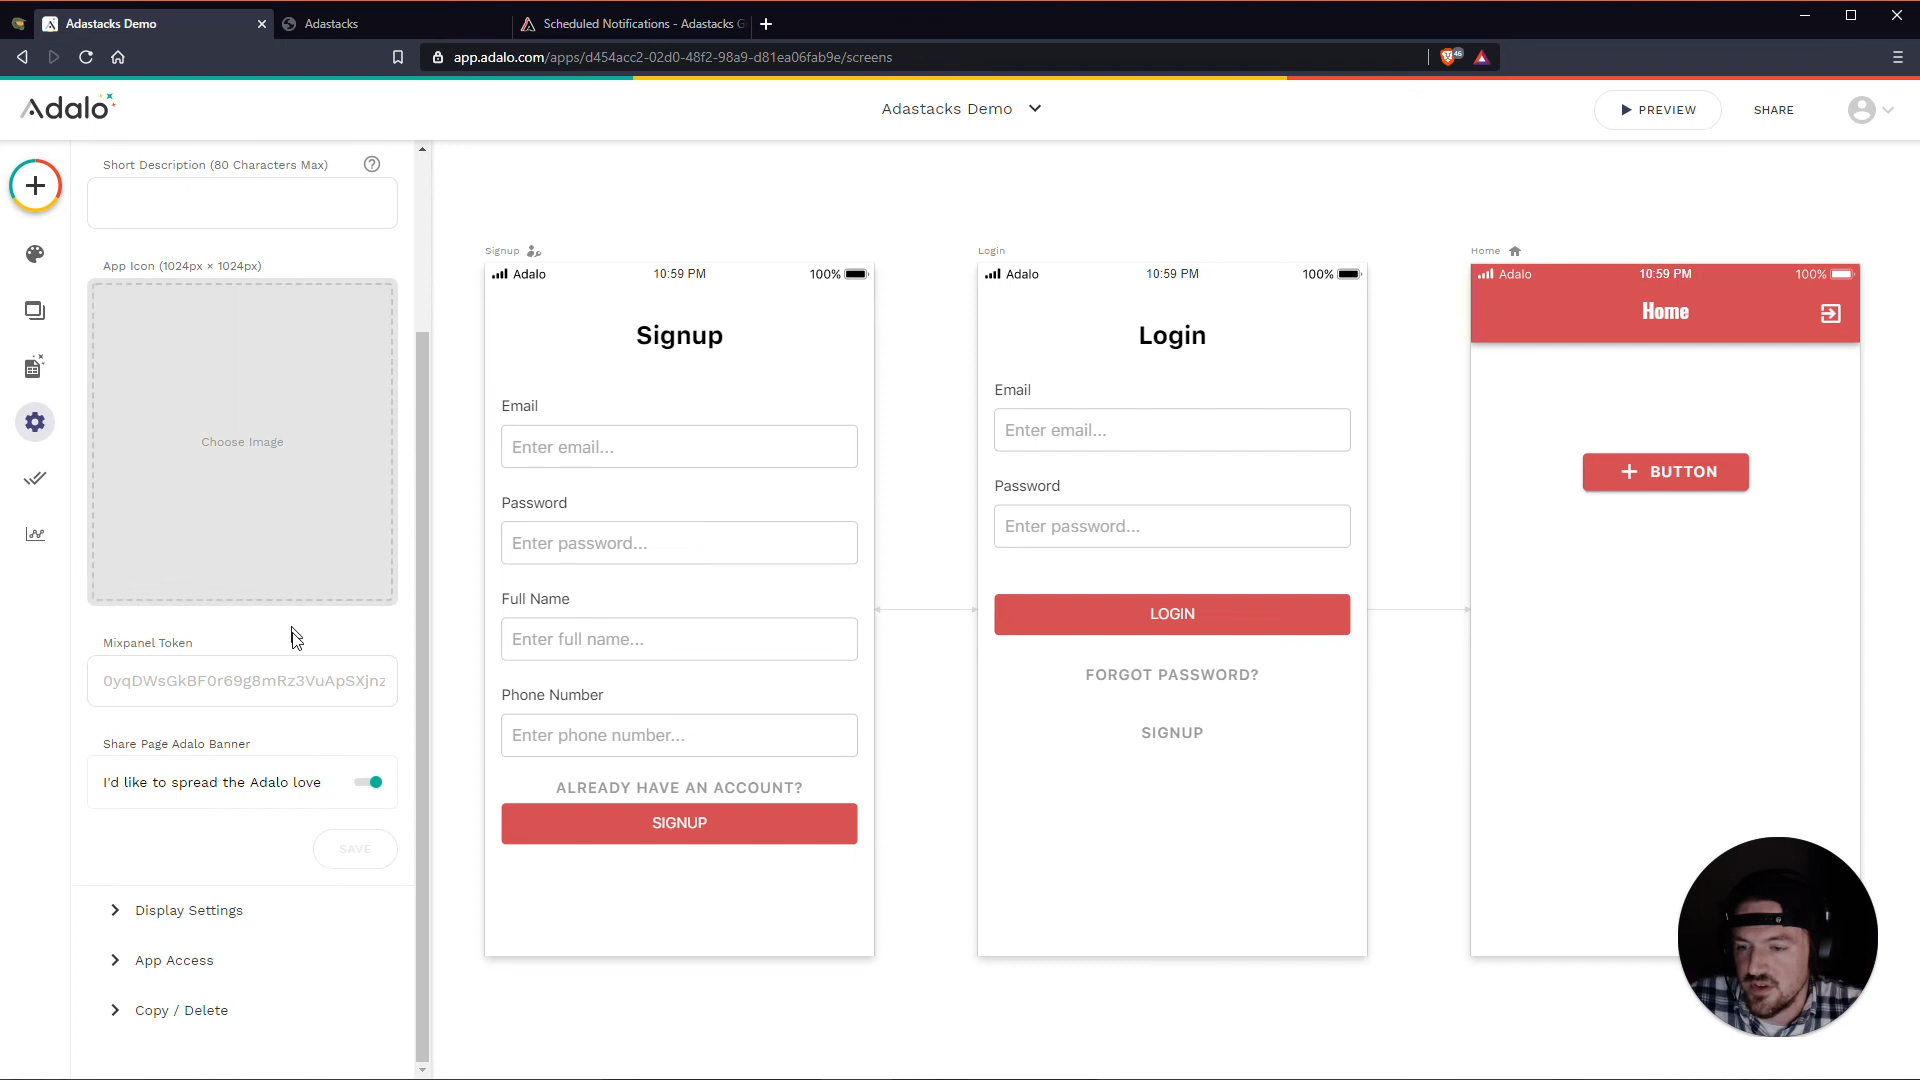 Adastacks Demo
Adastacks
Scheduled Notifications - Adastacks G
app.adalo.com/apps/d454acc2-02d0-48f2-98a9-d81ea06fab9e/screens
46
Adalo
Adastacks Demo
PREVIEW
SHARE
Short Description (80 Characters Max)
App Icon (1024px × 1024px)
Choose Image
Mixpanel Token
0yqDWsGkBF0r69g8mRz3VuApSXjnz
Share Page Adalo Banner
I'd like to spread the Adalo love
SAVE
Display Settings
App Access
Copy / Delete
Signup
Adalo
10:59 PM
100%
Signup
Email
Enter email...
Password
Enter password...
Full Name
Enter full name...
Phone Number
Enter phone number...
ALREADY HAVE AN ACCOUNT?
SIGNUP
Login
Adalo
10:59 PM
100%
Login
Email
Enter email...
Password
Enter password...
LOGIN
FORGOT PASSWORD?
SIGNUP
Home
Adalo
10:59 PM
100%
Home
+ BUTTON